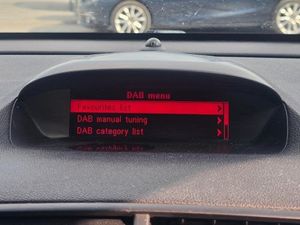 DAB menu
Favourites list
DAB manual tuning
DAB category list